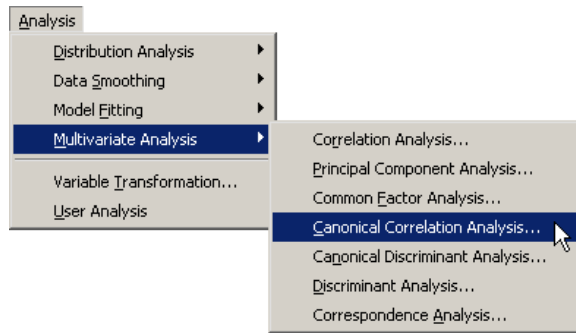 Analysis
Distribution Analysis
Data Smoothing
Model Fitting
Multivariate Analysis
Variable Transformation...
User Analysis
Correlation Analysis...
Principal Component Analysis...
Common Factor Analysis...
Canonical Correlation Analysis...
Canonical Discriminant Analysis...
Discriminant Analysis...
Correspondence Analysis...